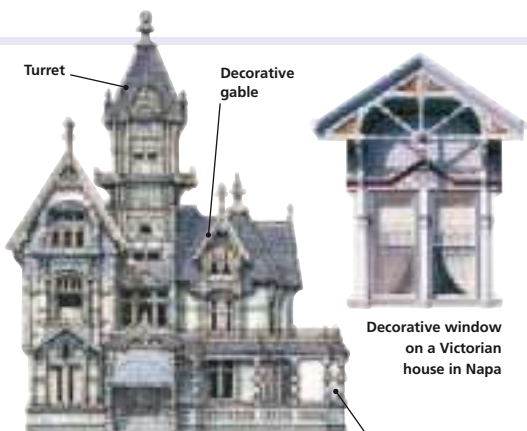 Turret
Decorative
gable
Decorative window
on a Victorian
house in Napa